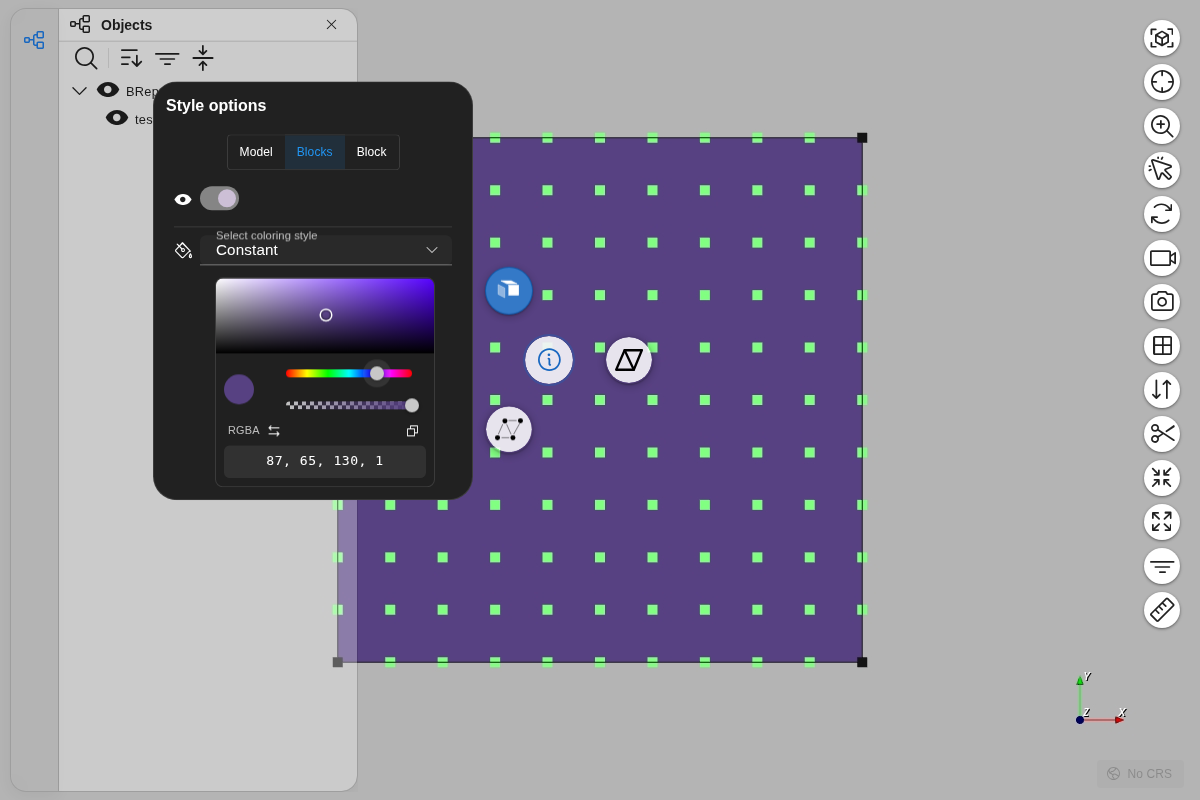 Objects
BRep
tes
Style options
Model Blocks Block
Select coloring style
Constant
RGBA
87, 65, 130, 1
Y
Z X
No CRS